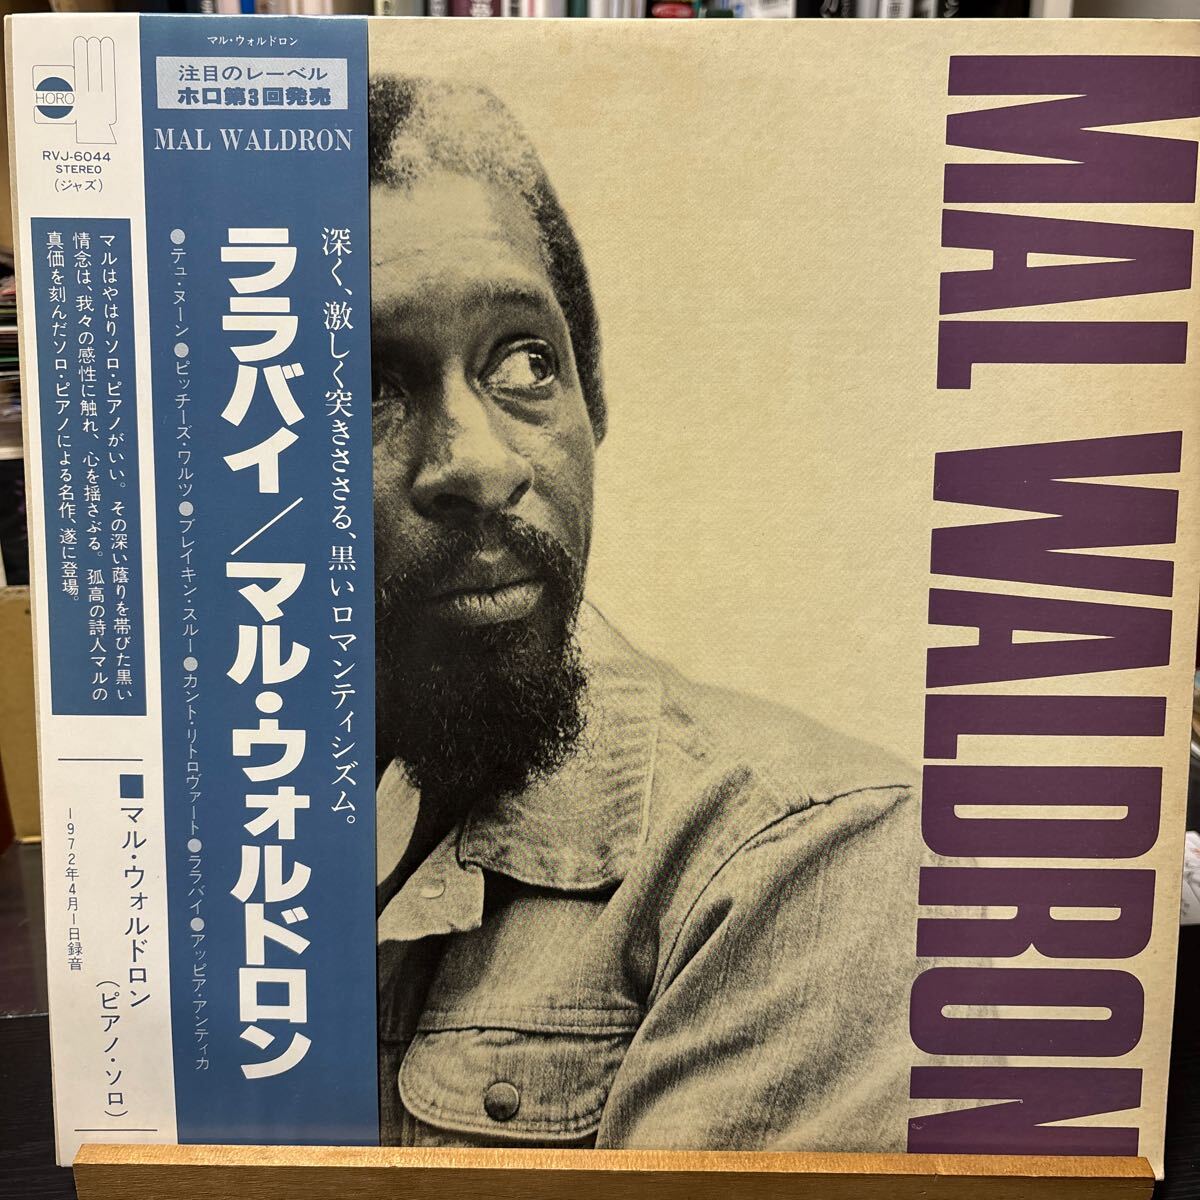 HORO
RVJ-6044
STEREO
(ジャズ)
マルはやはりソロ・ピアノがいい。その深い蔭りを帯びた黒い
情念は、我々の感性に触れ、心を揺さぶる。孤高の詩人マルの
真価を刻んだソロ・ピアノによる名作、遂に登場。
■マル・ウォルドロン
(ピアノ・ソロ)
—1972年4月1日録音
マル・ウォルドロン
注目のレーベル
ホロ第3回発売
MAL WALDRON
深く、激しく突きささる、黒いロマンティシズム。
ララバイ/マル・ウォルドロン
●テュ・ヌーン●ピッチーズ・ワルツ●ブレイキン・スルー●カント・リトロヴァート●ララバイ●アッピア・アンティカ
MAL WALDRON